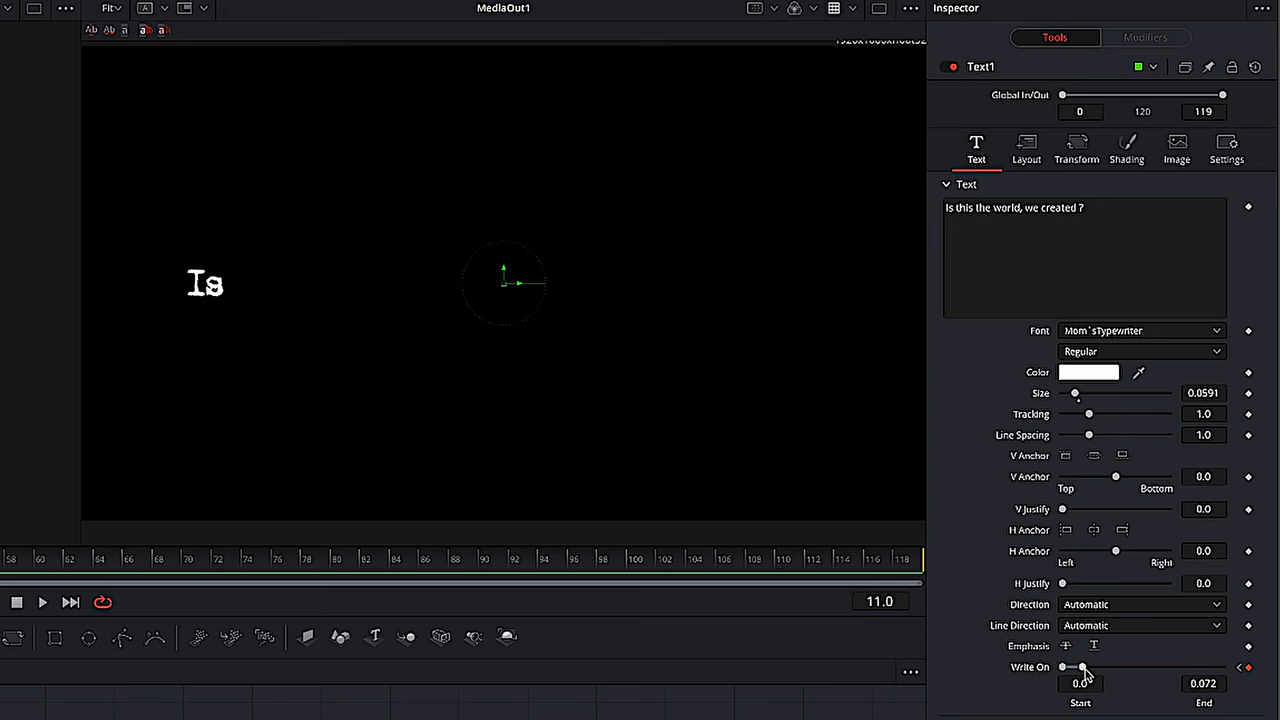 Fit
A
MediaOut1
Inspector
Ab Ab a ab a
Tools
Modifiers
Text1
Global In/Out
0
120
119
Text
Layout
Transform
Shading
Image
Settings
Text
Is this the world, we created ?
Is
Font
Mom´sTypewriter
Regular
Color
Size
0.0591
Tracking
1.0
Line Spacing
1.0
V Anchor
V Anchor
0.0
Top
Bottom
V Justify
0.0
H Anchor
H Anchor
0.0
Left
Right
H Justify
0.0
Direction
Automatic
Line Direction
Automatic
Emphasis
Write On
0.0
0.072
Start
End
58 60 62 64 66 68 70 72 74 76 78 80 82 84 86 88 90 92 94 96 98 100 102 104 106 108 110 112 114 116 118
11.0
T